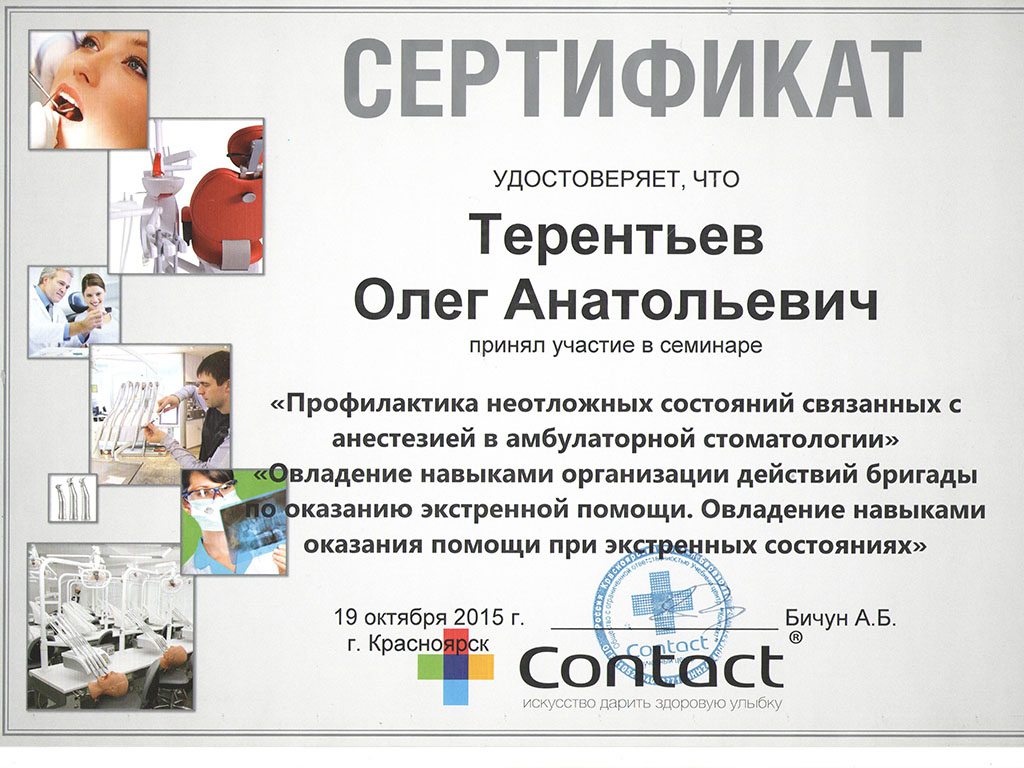 СЕРТИФИКАТ
УДОСТОВЕРЯЕТ, ЧТО
Терентьев
Олег Анатольевич
принял участие в семинаре
«Профилактика неотложных состояний связанных с
анестезией в амбулаторной стоматологии»
«Овладение навыками организации действий бригады
по оказанию экстренной помощи. Овладение навыками
оказания помощи при экстренных состояниях»
19 октября 2015 г.
Бичун А.Б.
г. Красноярск
contact®
искусство дарить здоровую улыбку
Contact